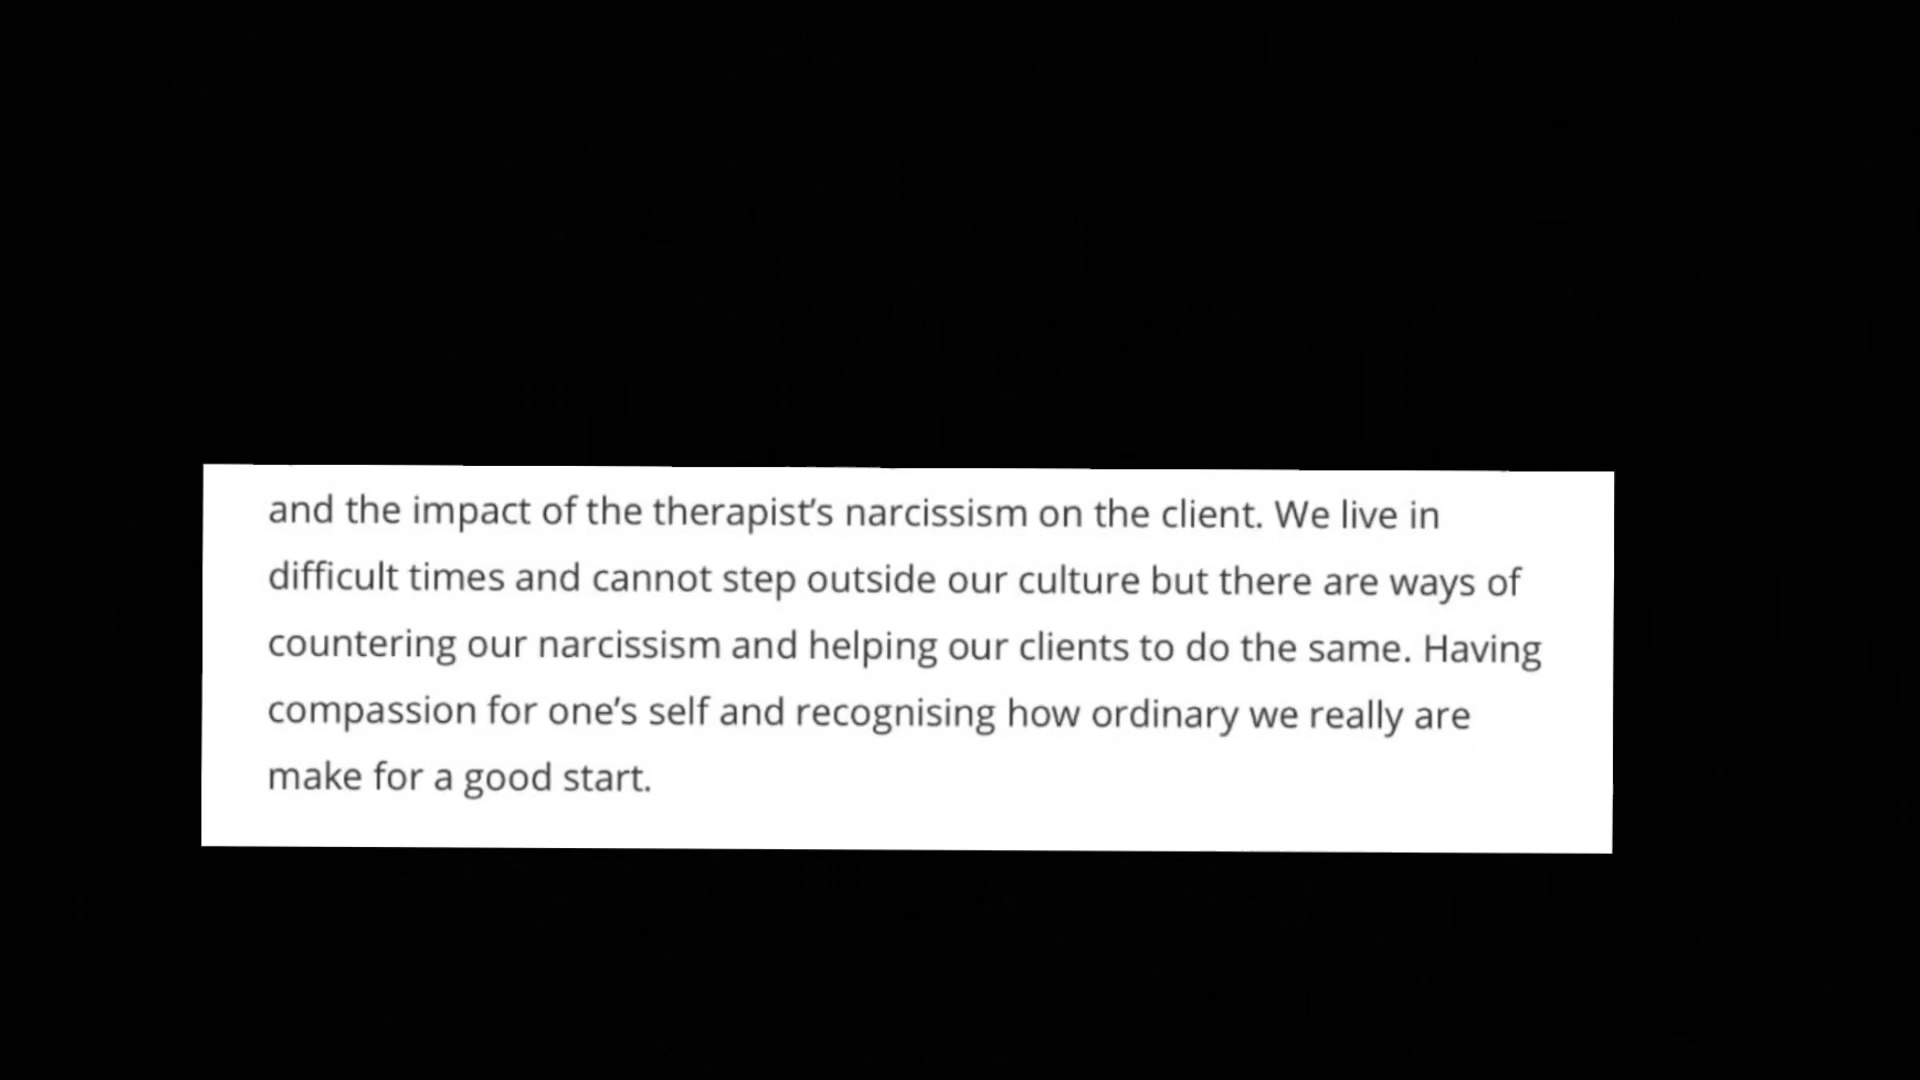 and the impact of the therapist’s narcissism on the client. We live in
difficult times and cannot step outside our culture but there are ways of
countering our narcissism and helping our clients to do the same. Having
compassion for one’s self and recognising how ordinary we really are
make for a good start.